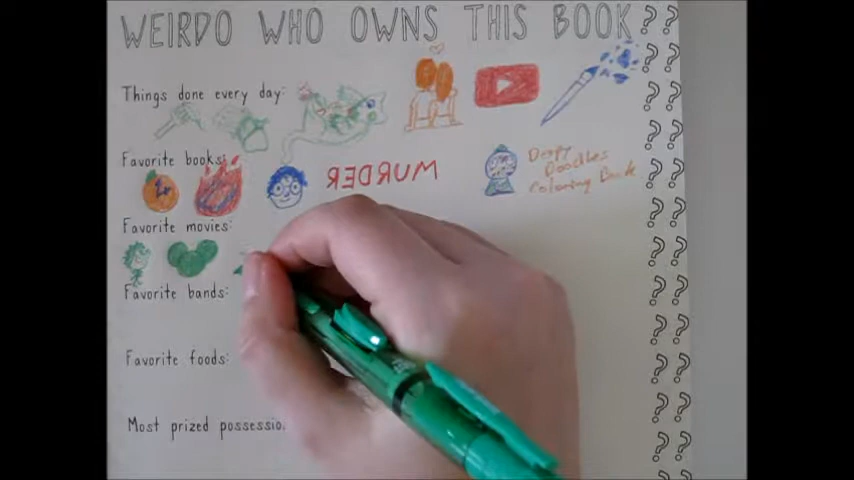 WEIRDO WHO OWNS THIS BOOK
Things done every day:
Favorite books:
MURDER
Derpy
Doodles
Coloring Book
Favorite movies:
Favorite bands:
Favorite foods:
Most prized possessio